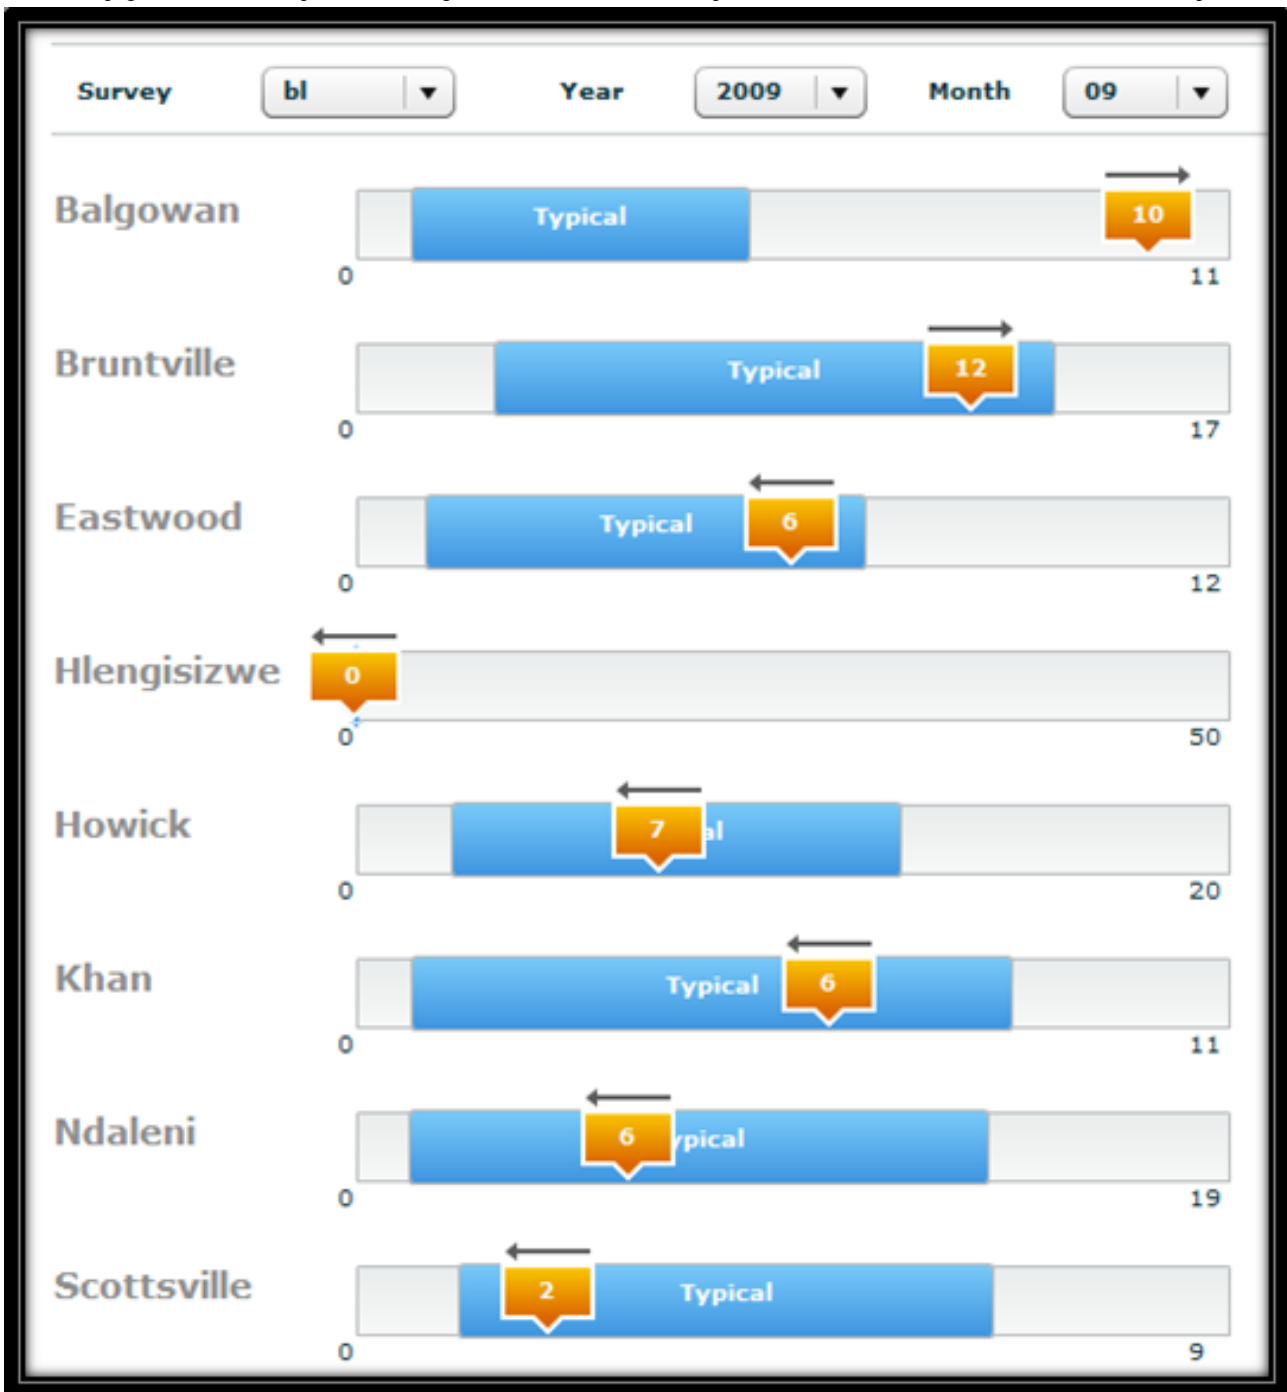 Survey bl Year 2009 Month 09
Balgowan Typical 10
0 11
Bruntville Typical 12
0 17
Eastwood Typical 6
0 12
Hlengisizwe 0
0 50
Howick 7 al
0 20
Khan Typical 6
0 11
Ndaleni 6 ypical
0 19
Scottsville 2 Typical
0 9